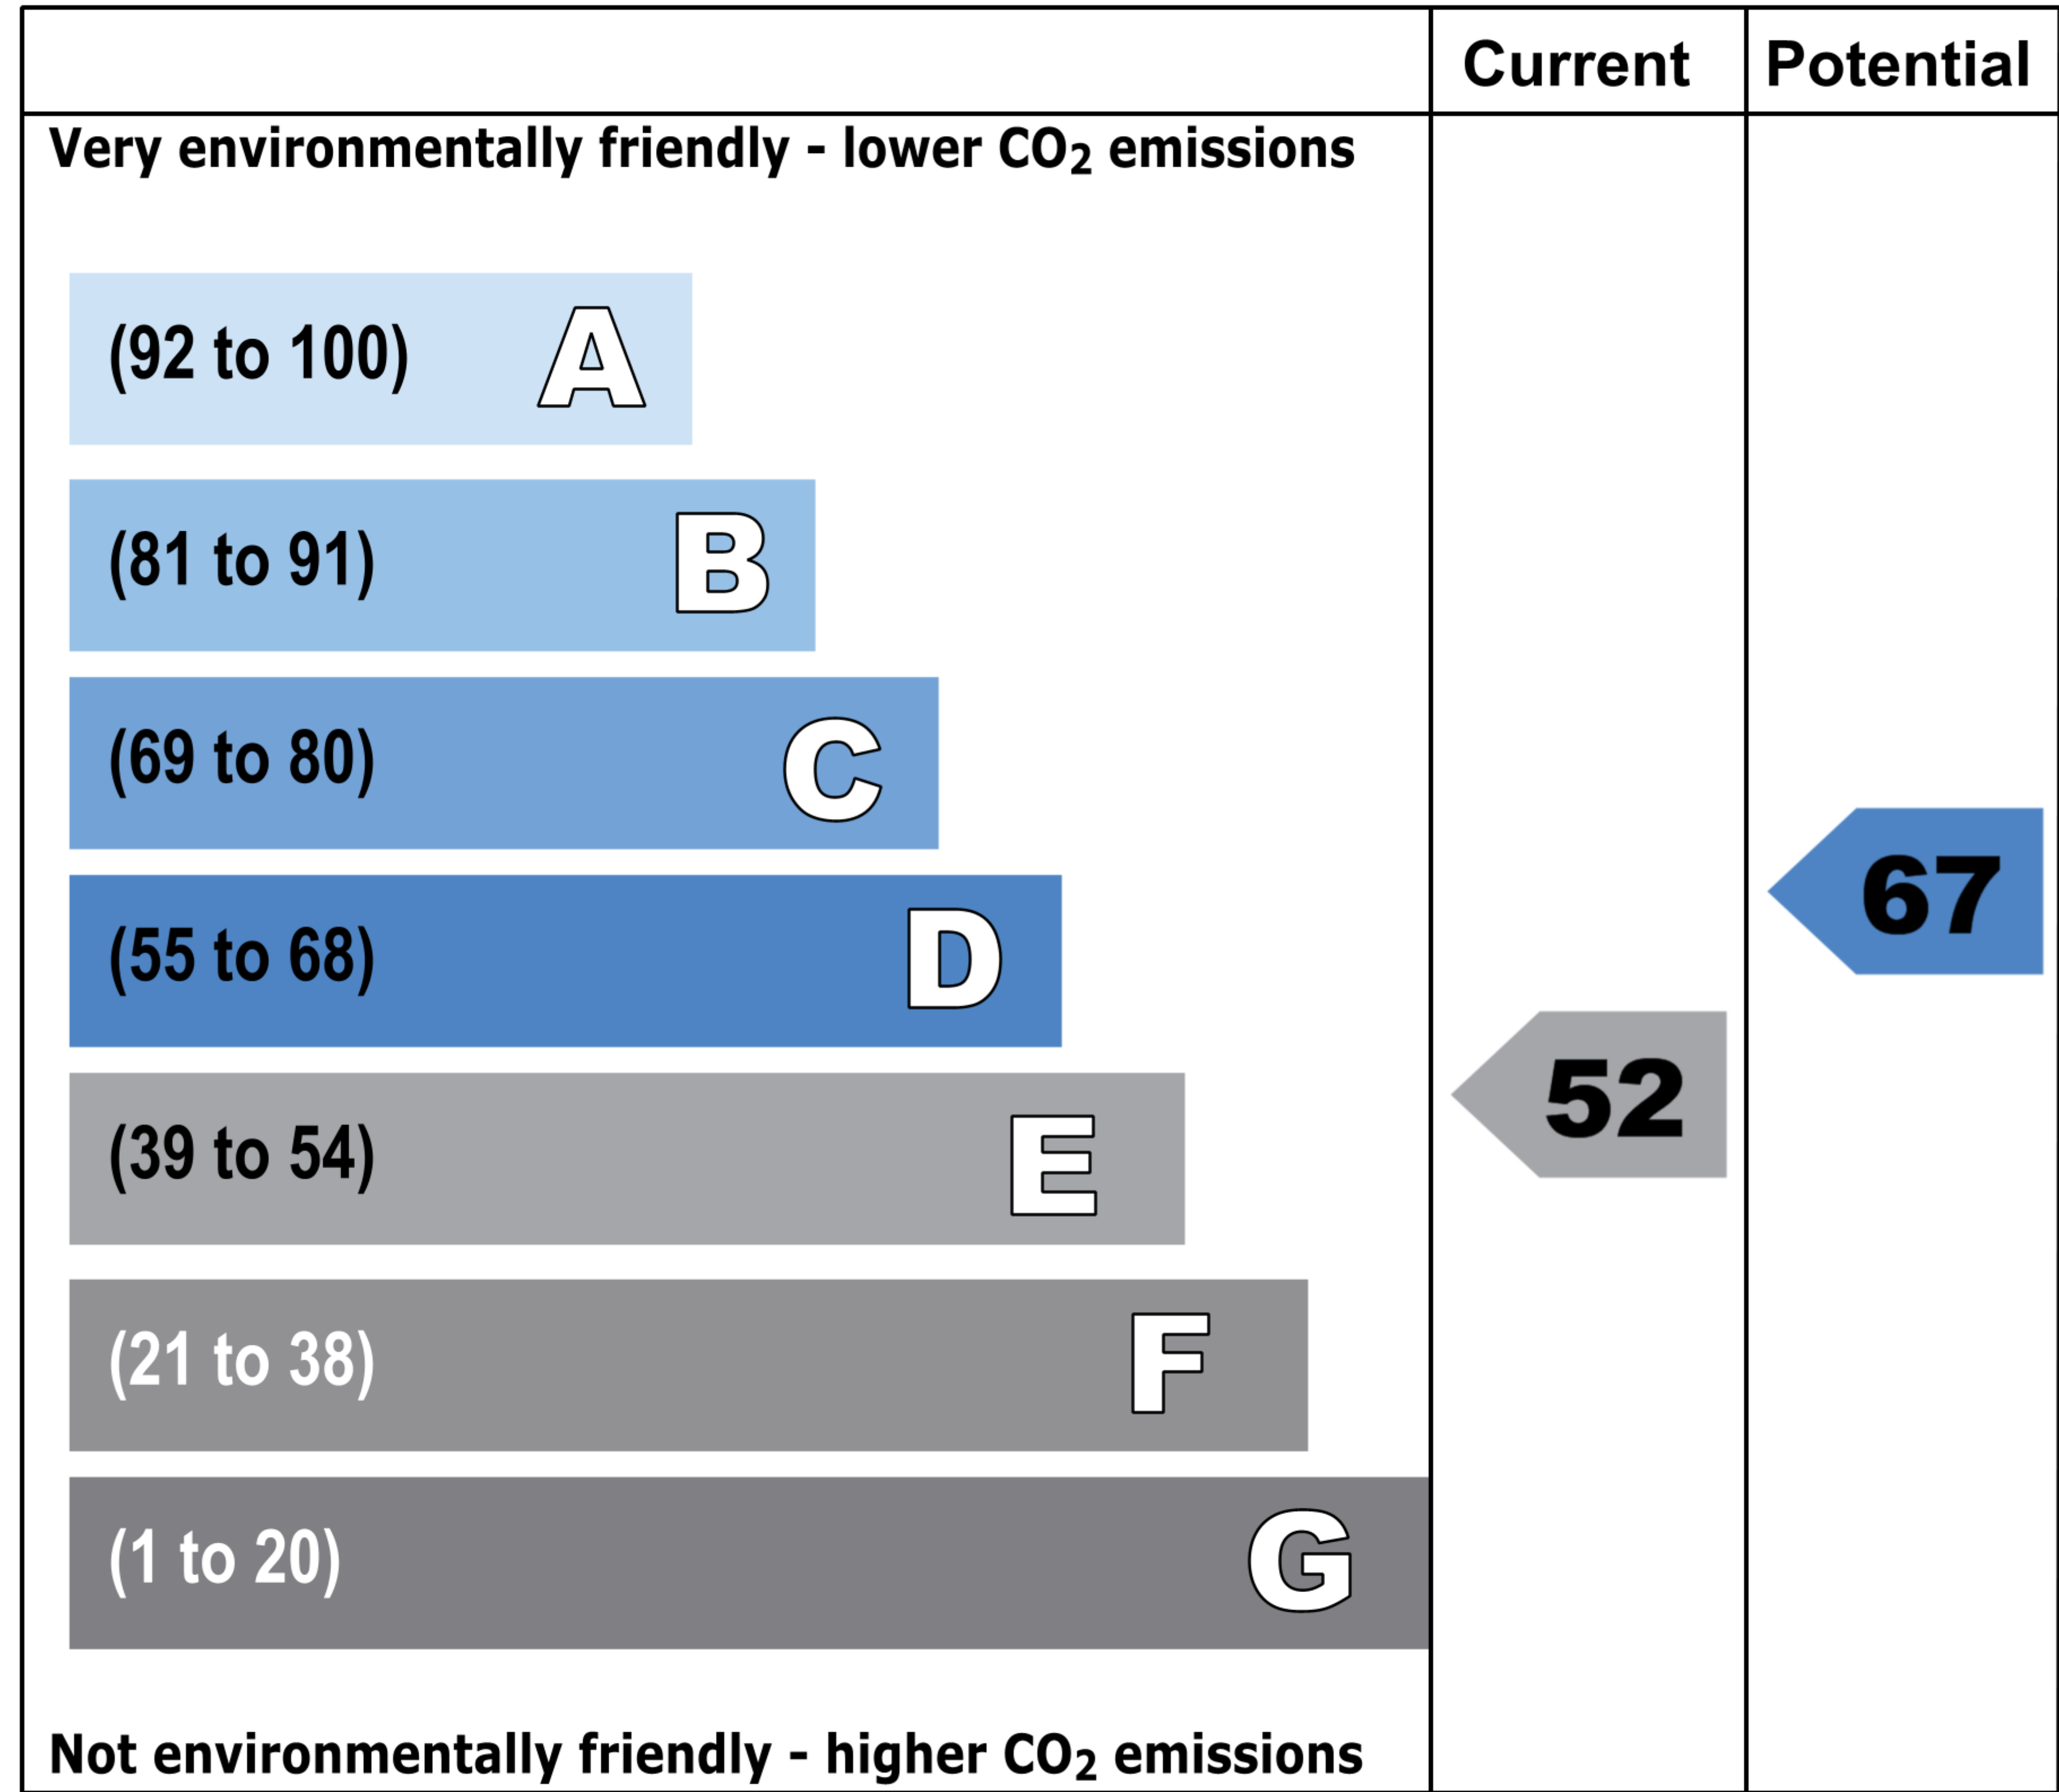 Current Potential
Very environmentally friendly - lower CO₂ emissions
(92 to 100) A
(81 to 91) B
(69 to 80) C
(55 to 68) D
67
(39 to 54) E
52
(21 to 38) F
(1 to 20) G
Not environmentally friendly - higher CO₂ emissions